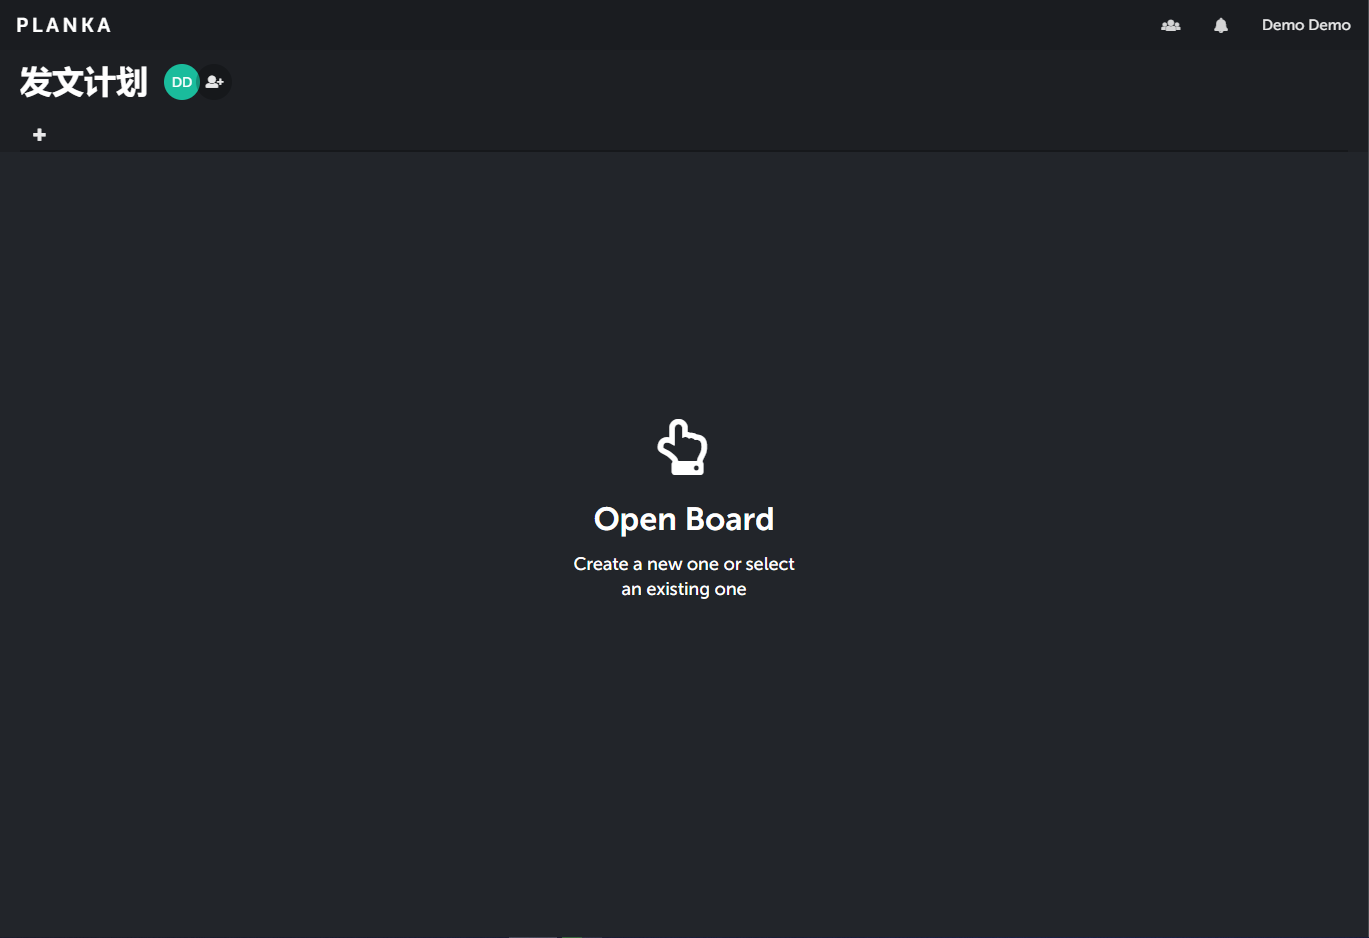 PLANKA
Demo Demo
发文计划
DD
Open Board
Create a new one or select
an existing one